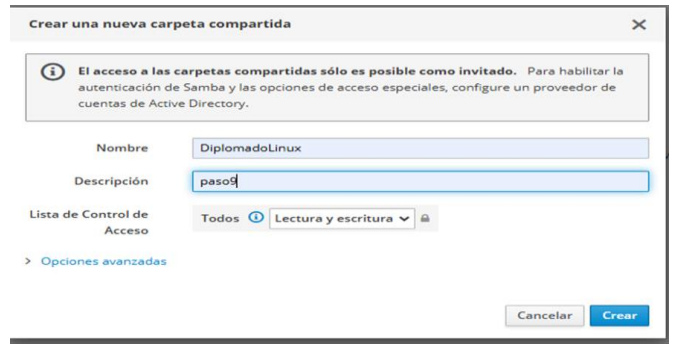 Crear una nueva carpeta compartida
El acceso a las carpetas compartidas sólo es posible como invitado. Para habilitar la
autenticación de Samba y las opciones de acceso especiales, configure un proveedor de
cuentas de Active Directory.
Nombre DiplomadoLinux
Descripción paso9
Lista de Control de
Acceso
Todos Lectura y escritura
> Opciones avanzadas
Cancelar Crear